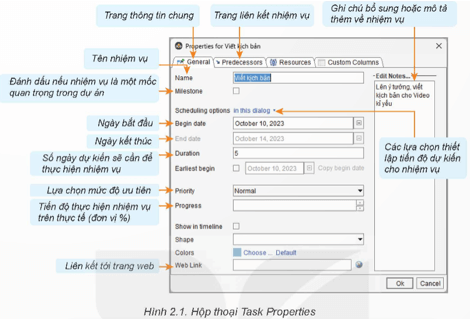 Trang thông tin chung
Trang liên kết nhiệm vụ
Ghi chú bổ sung hoặc mô tả
thêm về nhiệm vụ
Properties for Viết kịch bản
General
Predecessors
Resources
Custom Columns
Tên nhiệm vụ
Name
Viết kịch bản
Edit Notes...
Lên ý tưởng, viết
kịch bản cho Video
kỉ yếu
Đánh dấu nếu nhiệm vụ là một mốc
quan trọng trong dự án
Milestone
Scheduling options in this dialog
Ngày bắt đầu
Begin date
October 10, 2023
Ngày kết thúc
End date
October 14, 2023
Số ngày dự kiến sẽ cần để
thực hiện nhiệm vụ
Duration
5
Các lựa chọn thiết
lập tiến độ dự kiến
cho nhiệm vụ
Earliest begin
October 10, 2023
Copy begin date
Lựa chọn mức độ ưu tiên
Priority
Normal
Tiến độ thực hiện nhiệm vụ
trên thực tế (đơn vị %)
Progress
Show in timeline
Shape
Colors
Choose ...
Default
Liên kết tới trang web
Web Link
Ok
Cancel
Hình 2.1. Hộp thoại Task Properties